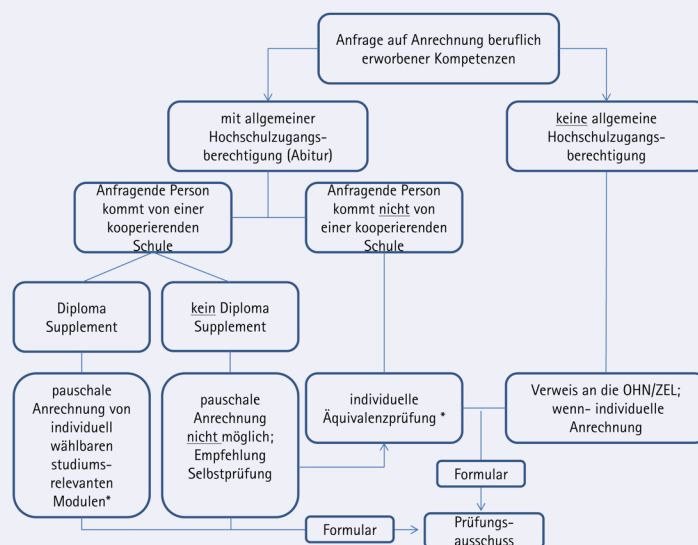 Anfrage auf Anrechnung beruflich
erworbener Kompetenzen
mit allgemeiner
Hochschulzugangs-
berechtigung (Abitur)
keine allgemeine
Hochschulzugangs-
berechtigung
Anfragende Person
kommt von einer
kooperierenden
Schule
Anfragende Person
kommt nicht von
einer kooperierenden
Schule
Diploma
Supplement
kein Diploma
Supplement
pauschale
Anrechnung von
individuell
wählbaren
studiums-
relevanten
Modulen*
pauschale
Anrechnung
nicht möglich;
Empfehlung
Selbstprüfung
individuelle
Äquivalenzprüfung *
Verweis an die OHN/ZEL;
wenn- individuelle
Anrechnung
Formular
Formular
Prüfungs-
ausschuss